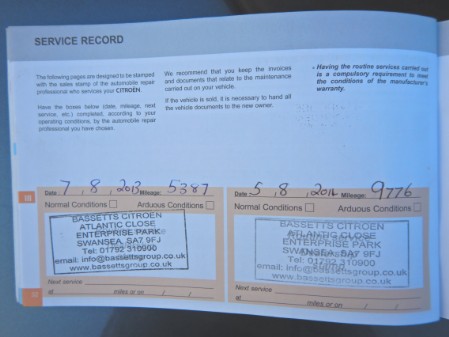 SERVICE RECORD
The following pages are designed to be stamped
with the sales stamp of the automobile repair
professional who services your CITROËN.
Have the boxes below (date, mileage, next
service, etc.) completed, according to your
operating conditions, by the automobile repair
professional you have chosen.
We recommend that you keep the invoices
and documents that relate to the maintenance
carried out on your vehicle.
If the vehicle is sold, it is necessary to hand all
the vehicle documents to the new owner.
- Having the routine services carried out
is a compulsory requirement to meet
the conditions of the manufacturer's
warranty.
Date 7 , 8 , 2013 Mileage: 5387
Normal Conditions Arduous Conditions
BASSETTS CITROEN
ATLANTIC CLOSE
ENTERPRISE PARK
SWANSEA. SA7 9FJ
Tel: 01792 310900
email: info@bassettsgroup.co.uk
www.bassettsgroup.co.uk
Next service
at miles or on / /
Date 5 , 8 , Mileage: 9776
Normal Conditions Arduous Conditions
BASSETTS CITROEN
ATLANTIC CLOSE
ENTERPRISE PARK
SWANSEA. SA7 9FJ
Tel: 01792 310900
email: info@bassettsgroup.co.uk
www.bassettsgroup.co.uk
Next service
at miles or on / /